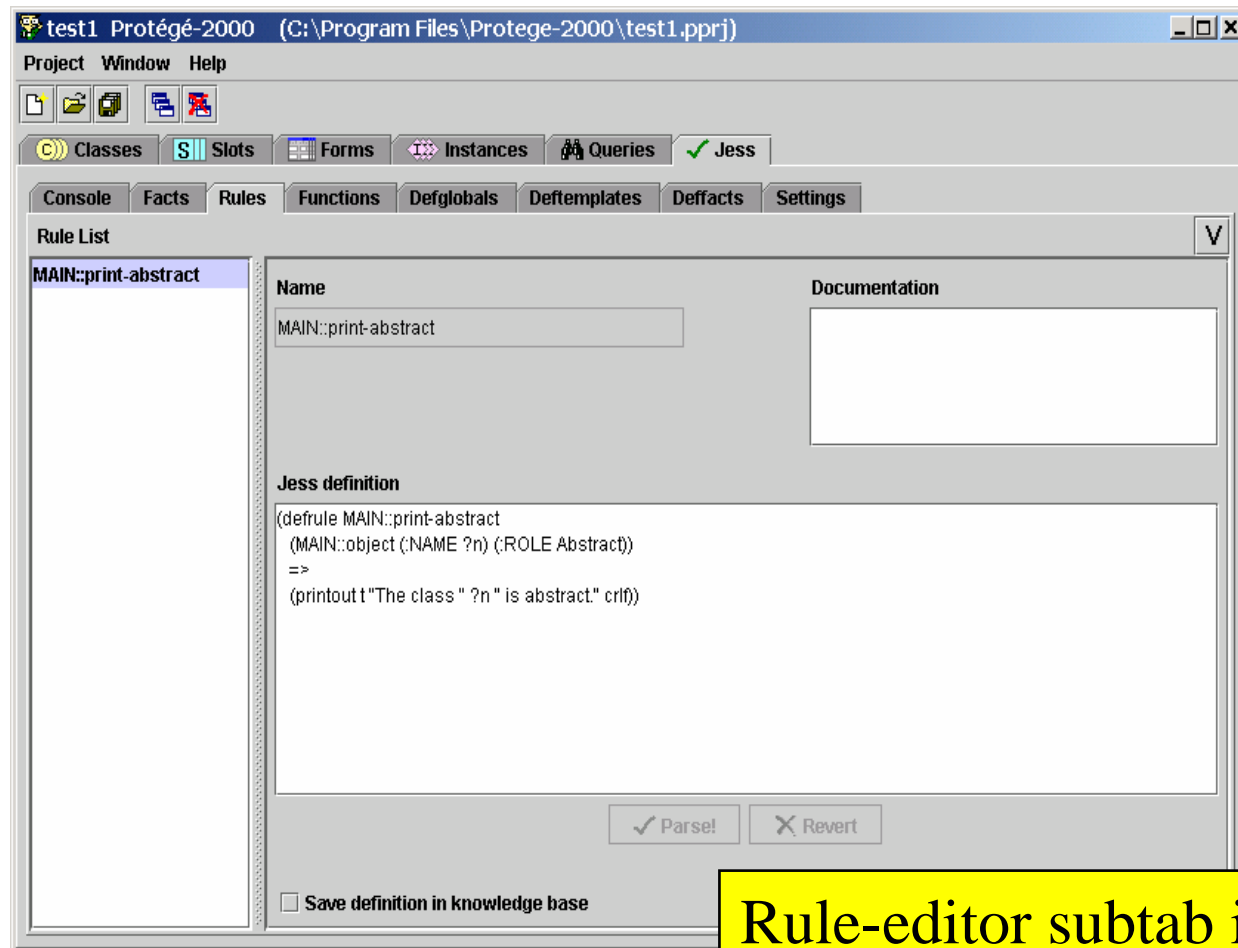 test1 Protégé-2000 (C:\Program Files\Protege-2000\test1.pprj)
Project Window Help
Classes S Slots Forms Instances Queries Jess
Console Facts Rules Functions Defglobals Deftemplates Deffacts Settings
Rule List V
MAIN::print-abstract
Name Documentation
MAIN::print-abstract
Jess definition
(defrule MAIN::print-abstract
(MAIN::object (:NAME ?n) (:ROLE Abstract))
=>
(printout t "The class " ?n " is abstract." crlf))
Parse! Revert
Save definition in knowledge base
Rule-editor subtab